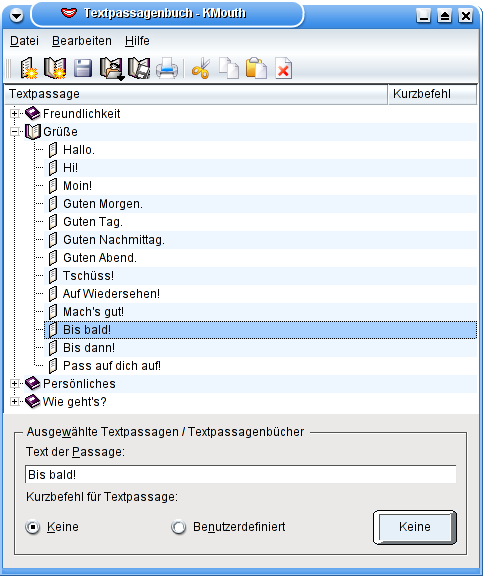 Textpassagenbuch - KMouth
Datei Bearbeiten Hilfe
Textpassage Kurzbefehl
Freundlichkeit
Grüße
Hallo.
Hi!
Moin!
Guten Morgen.
Guten Tag.
Guten Nachmittag.
Guten Abend.
Tschüss!
Auf Wiedersehen!
Mach's gut!
Bis bald!
Bis dann!
Pass auf dich auf!
Persönliches
Wie geht's?
Ausgewählte Textpassagen / Textpassagenbücher
Text der Passage:
Bis bald!
Kurzbefehl für Textpassage:
Keine Benutzerdefiniert Keine